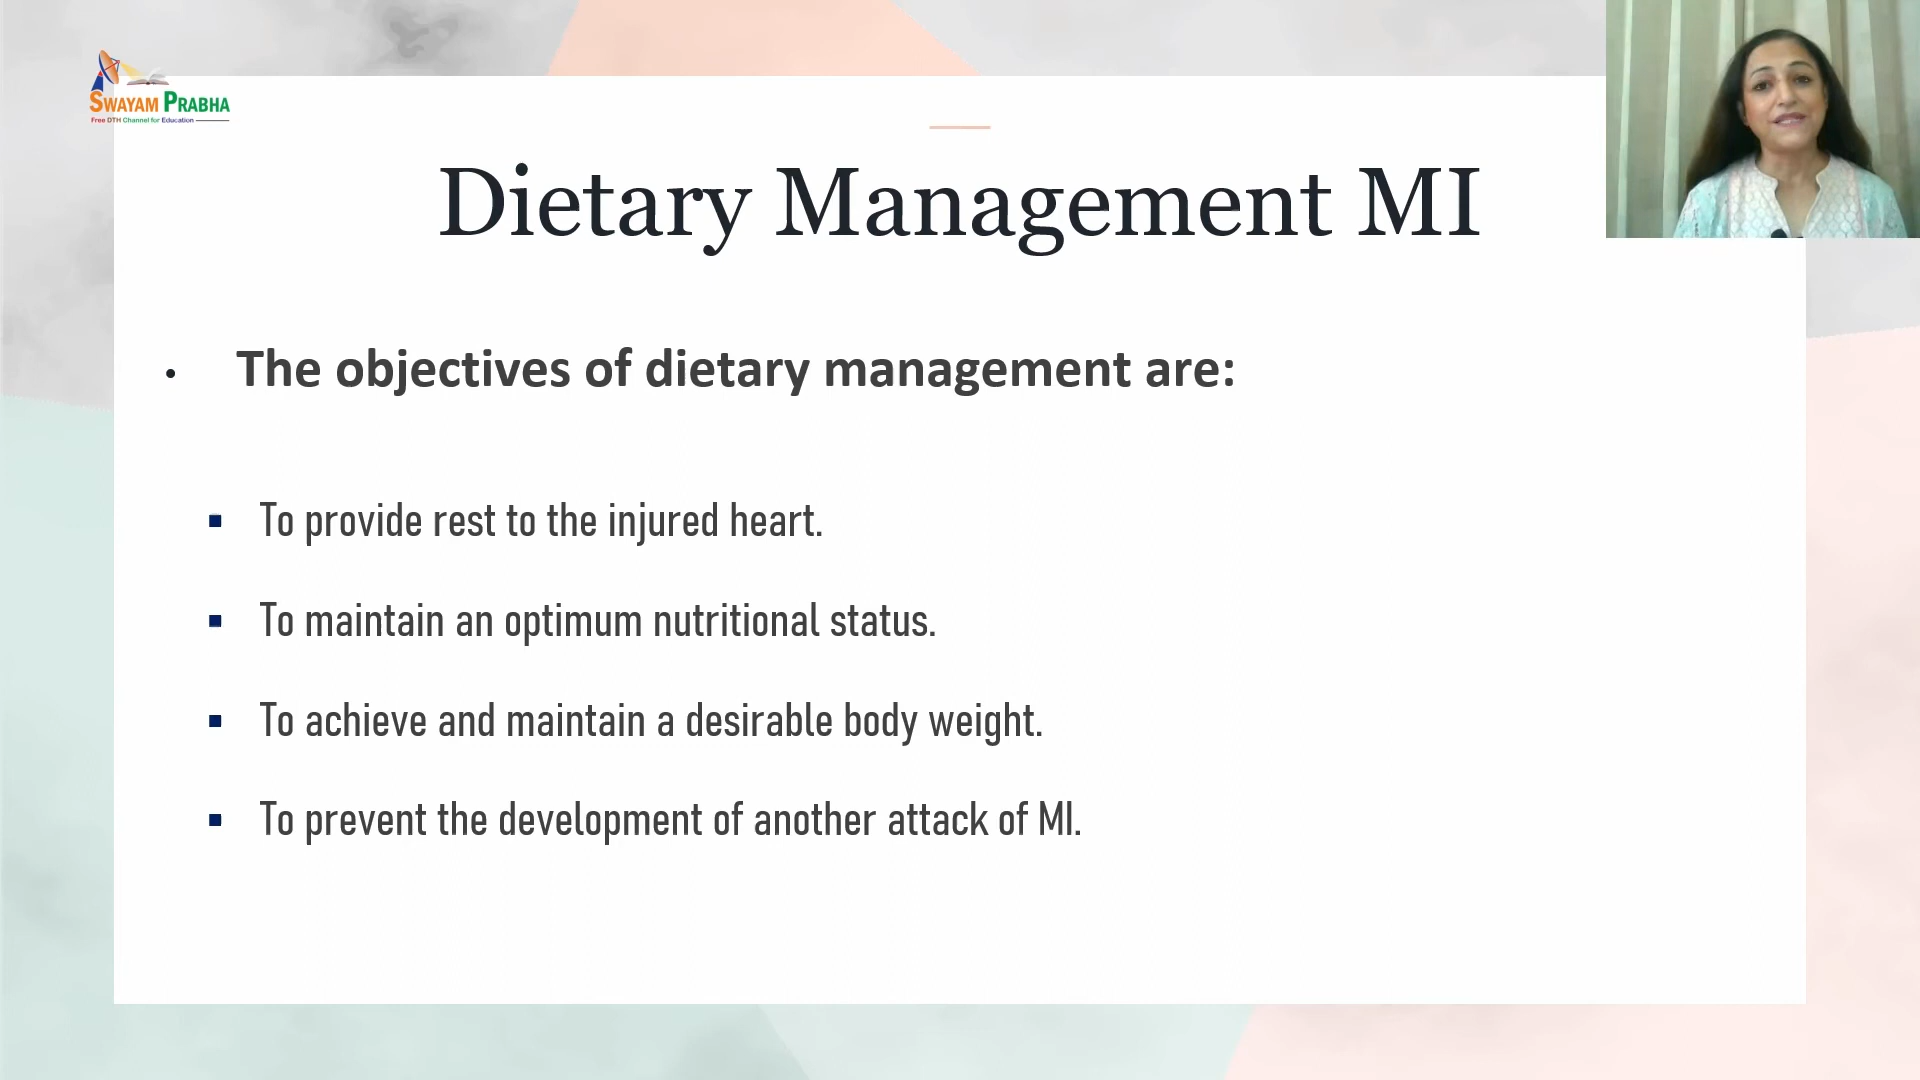 SWAYAM PRABHA
Free DTH Channel for Education
Dietary Management MI
• The objectives of dietary management are:
▪ To provide rest to the injured heart.
▪ To maintain an optimum nutritional status.
▪ To achieve and maintain a desirable body weight.
▪ To prevent the development of another attack of MI.